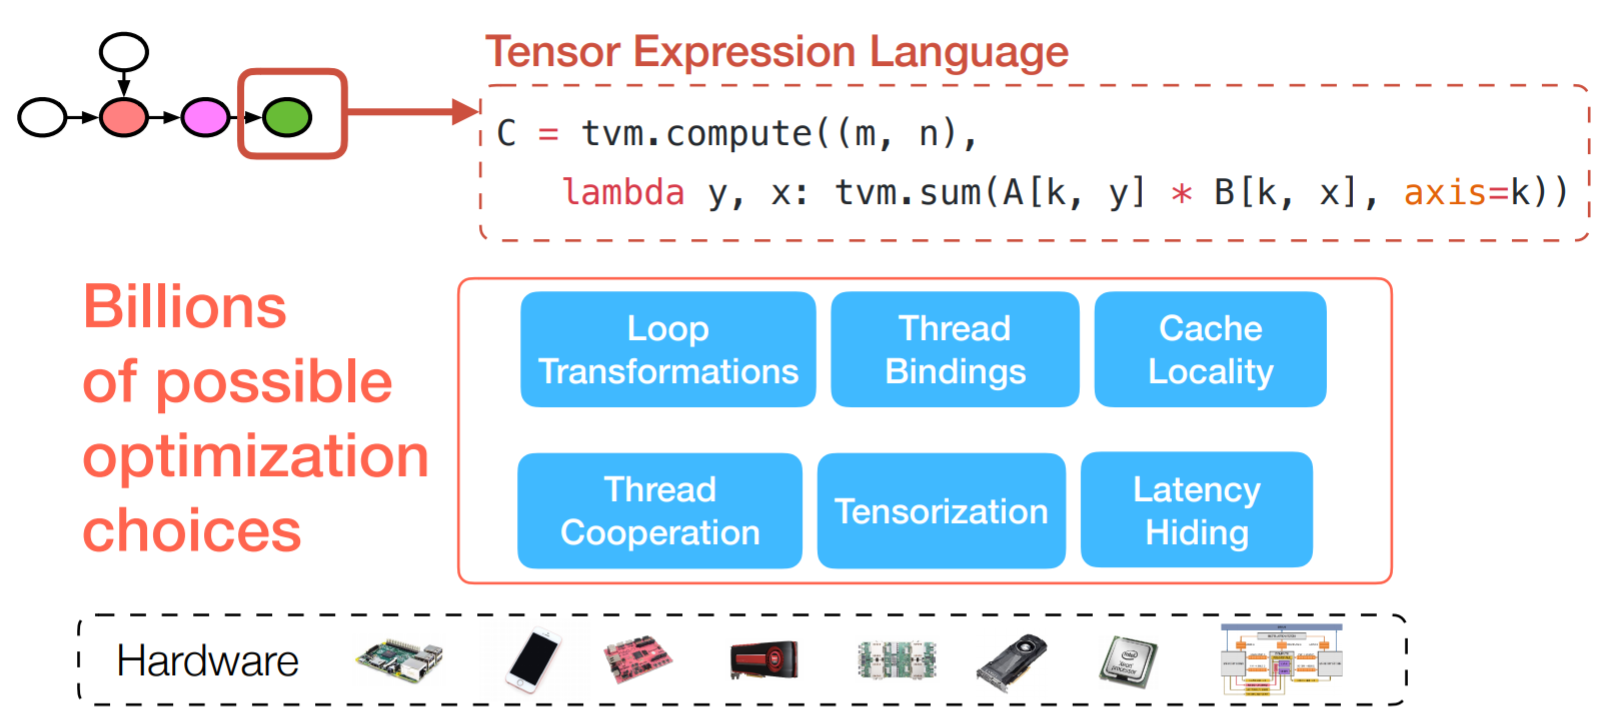 Tensor Expression Language
C = tvm.compute((m, n),
lambda y, x: tvm.sum(A[k, y] * B[k, x], axis=k))
Billions
of possible
optimization
choices
Loop
Transformations
Thread
Bindings
Cache
Locality
Thread
Cooperation
Tensorization
Latency
Hiding
Hardware